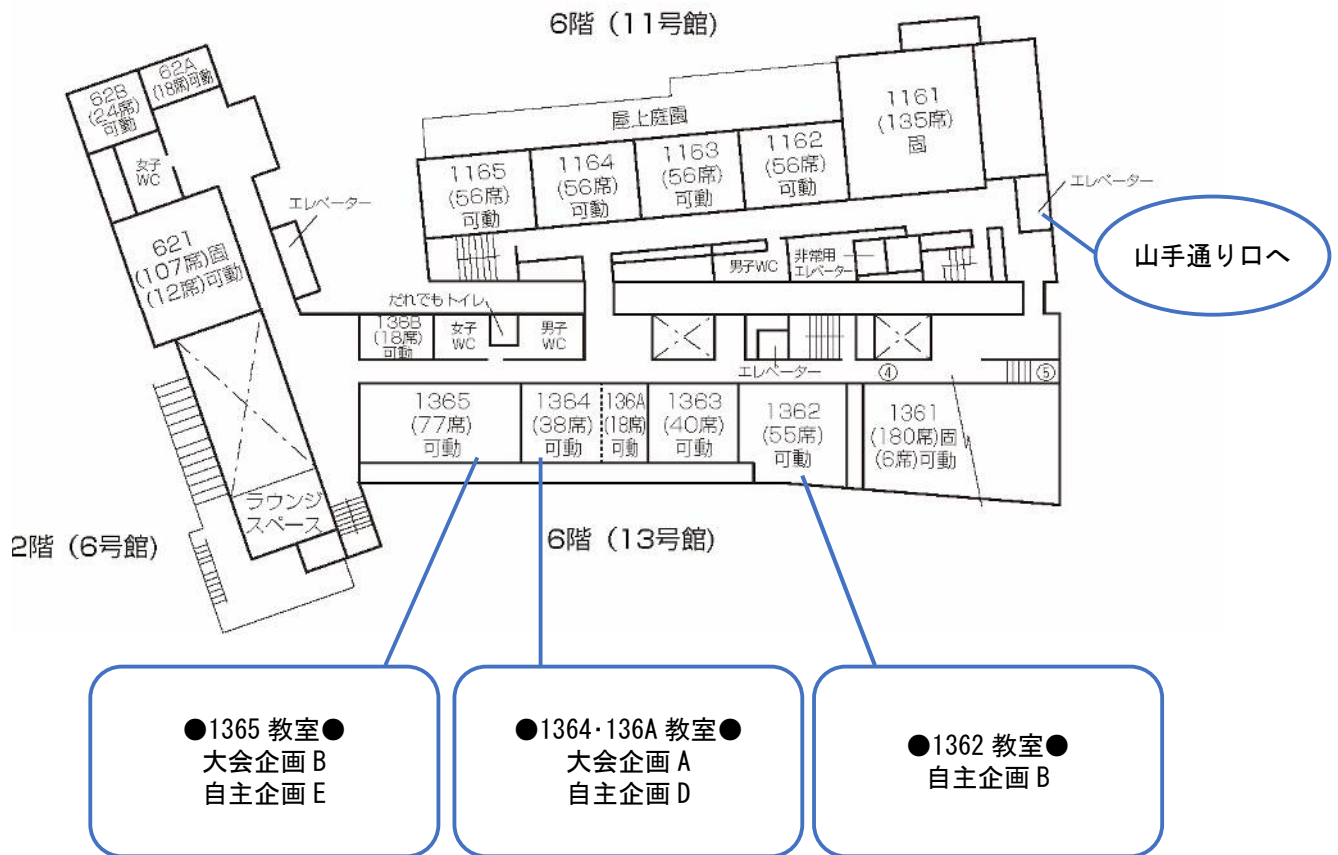 6階（11号館）
62A
(18席)可動
62B
(24席)
可動
女子
WC
エレベーター
621
(107席)固
(12席)可動
ラウンジ
スペース
2階（6号館）
屋上庭園
1165
(56席)
可動
1164
(56席)
可動
1163
(56席)
可動
1162
(56席)
可動
1161
(135席)
固
エレベーター
山手通り口へ
男子WC
非常用
エレベーター
だれでもトイレ
136B
(18席)
可動
女子
WC
男子
WC
エレベーター
④
⑤
1365
(77席)
可動
1364
(38席)
可動
136A
(18席)
可動
1363
(40席)
可動
1362
(55席)
可動
1361
(180席)固
(6席)可動
6階（13号館）
●1365 教室●
大会企画 B
自主企画 E
●1364・136A 教室●
大会企画 A
自主企画 D
●1362 教室●
自主企画 B